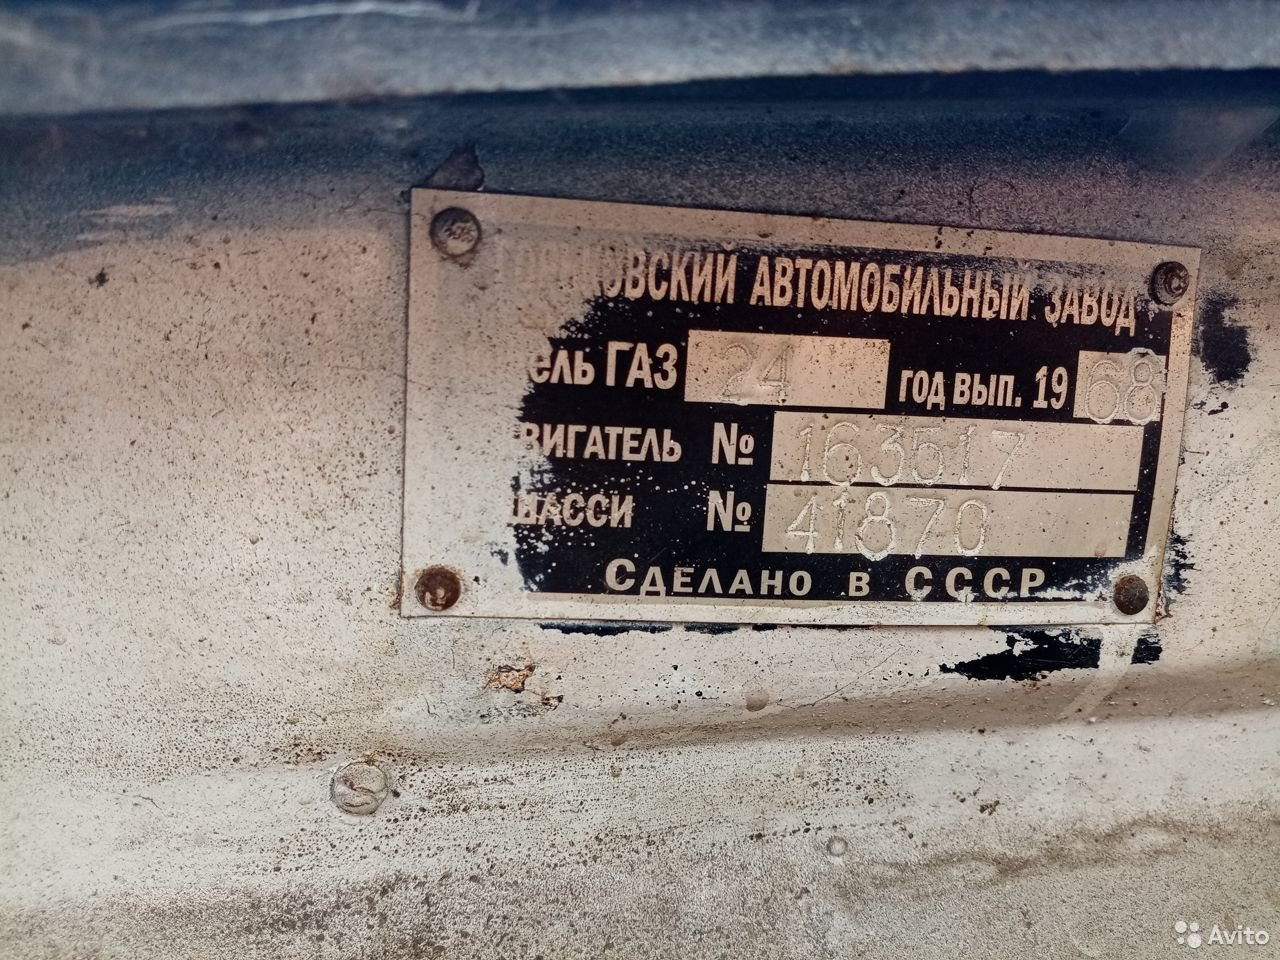 ОВСКИЙ АВТОМОБИЛЬНЫЙ ЗАВОД
ель ГАЗ 24 год вып. 1968
ВИГАТЕЛЬ № 163517
ШАССИ № 41870
СДЕЛАНО В СССР
Avito